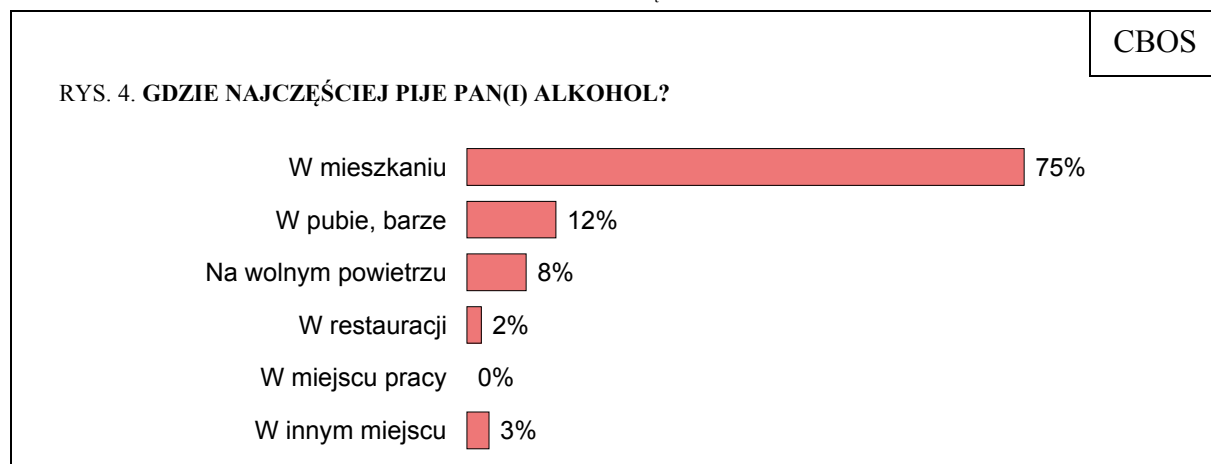 CBOS
RYS. 4. GDZIE NAJCZĘŚCIEJ PIJE PAN(I) ALKOHOL?
W mieszkaniu 75%
W pubie, barze 12%
Na wolnym powietrzu 8%
W restauracji 2%
W miejscu pracy 0%
W innym miejscu 3%